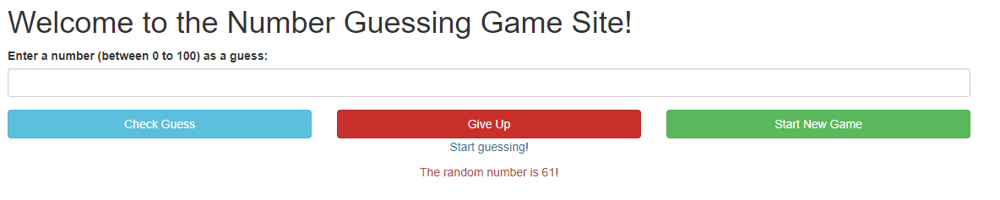 Welcome to the Number Guessing Game Site!
Enter a number (between 0 to 100) as a guess:
Check Guess
Give Up
Start New Game
Start guessing!
The random number is 61!